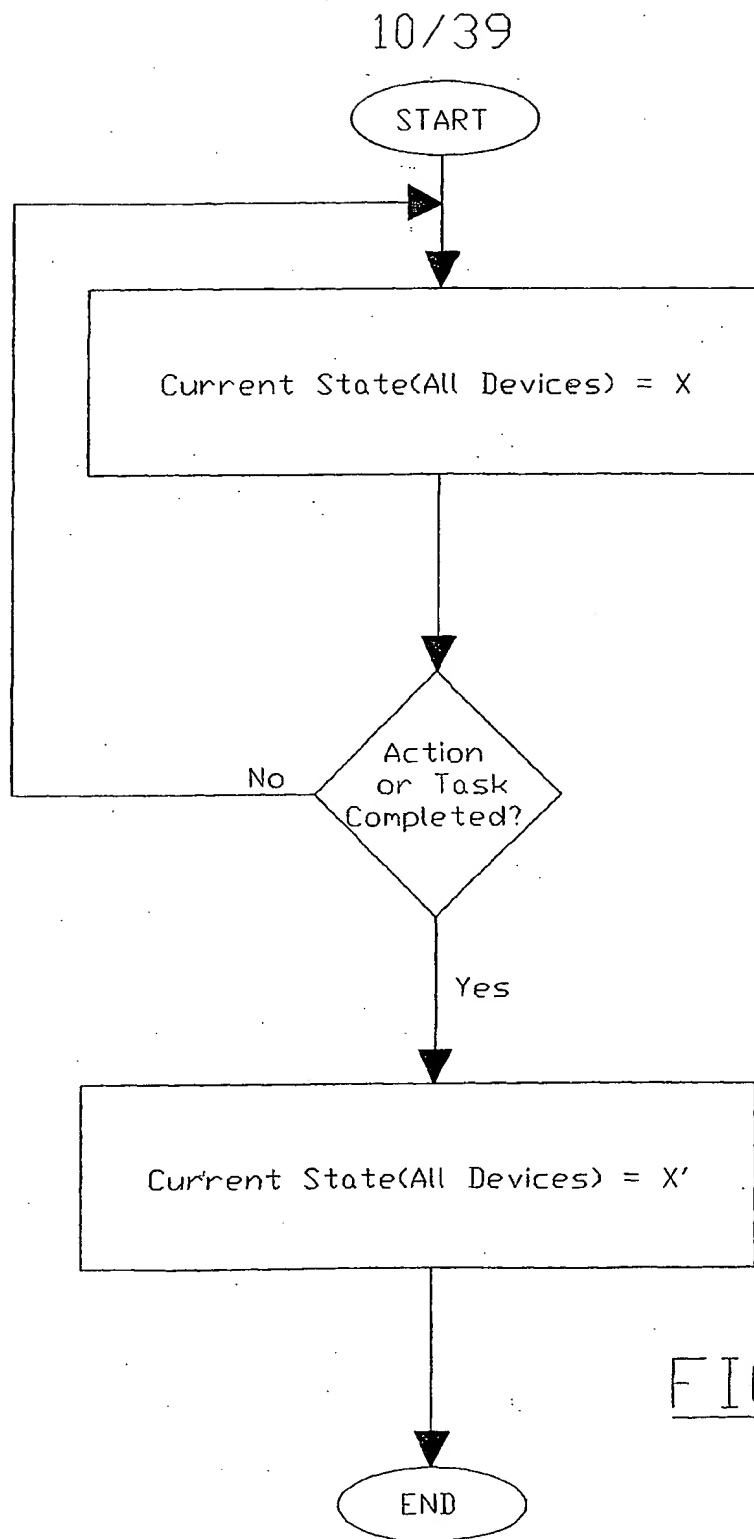 10/39
START
Current State(All Devices) = X
Action
or Task
Completed?
No
Yes
Current State(All Devices) = X'
END